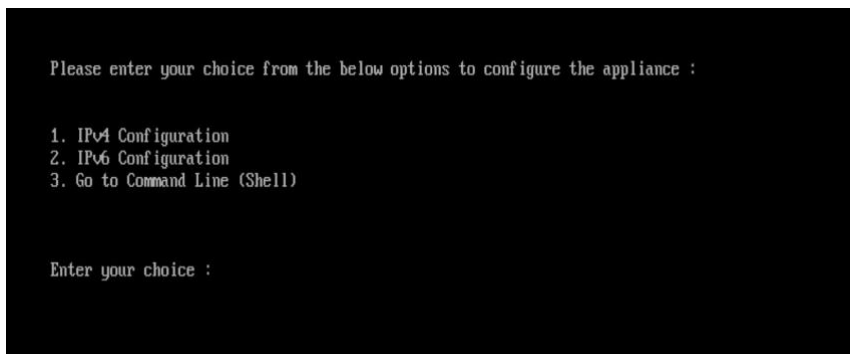 Please enter your choice from the below options to configure the appliance :
1. IPv4 Configuration
2. IPv6 Configuration
3. Go to Command Line (Shell)
Enter your choice :